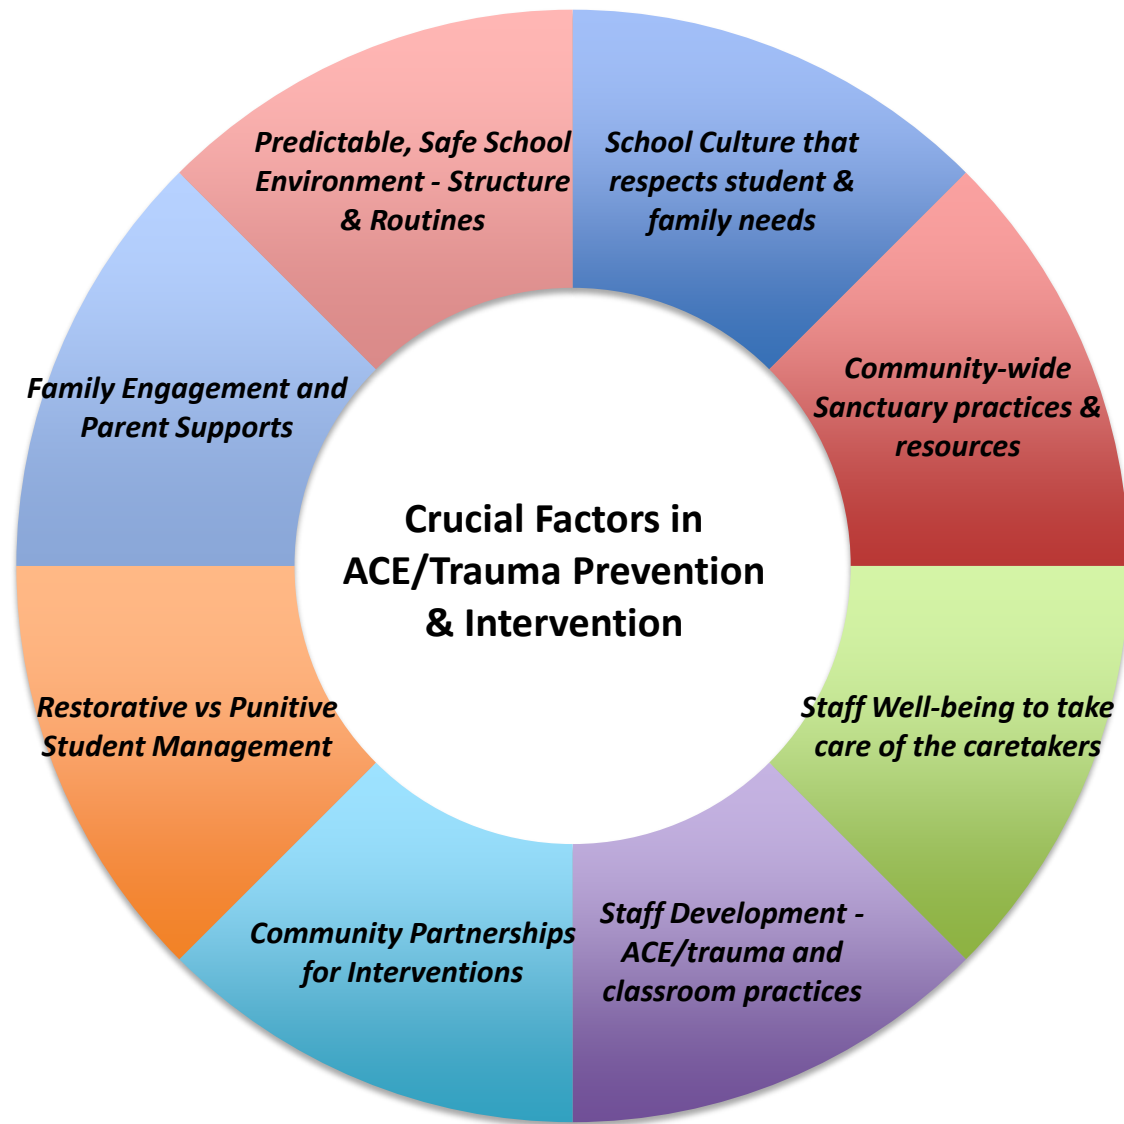 Predictable, Safe School
Environment - Structure
& Routines
School Culture that
respects student &
family needs
Community-wide
Sanctuary practices &
resources
Family Engagement and
Parent Supports
Crucial Factors in
ACE/Trauma Prevention
& Intervention
Restorative vs Punitive
Student Management
Staff Well-being to take
care of the caretakers
Community Partnerships
for Interventions
Staff Development -
ACE/trauma and
classroom practices